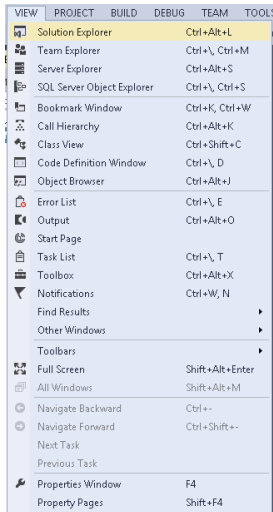 VIEW PROJECT BUILD DEBUG TEAM TOOLS
Solution Explorer Ctrl+Alt+L
Team Explorer Ctrl+\, Ctrl+M
Server Explorer Ctrl+Alt+S
SQL Server Object Explorer Ctrl+\, Ctrl+S
Bookmark Window Ctrl+K, Ctrl+W
Call Hierarchy Ctrl+Alt+K
Class View Ctrl+Shift+C
Code Definition Window Ctrl+\, D
Object Browser Ctrl+Alt+J
Error List Ctrl+\, E
Output Ctrl+Alt+O
Start Page
Task List Ctrl+\, T
Toolbox Ctrl+Alt+X
Notifications Ctrl+W, N
Find Results
Other Windows
Toolbars
Full Screen Shift+Alt+Enter
All Windows Shift+Alt+M
Navigate Backward Ctrl+-
Navigate Forward Ctrl+Shift+-
Next Task
Previous Task
Properties Window F4
Property Pages Shift+F4